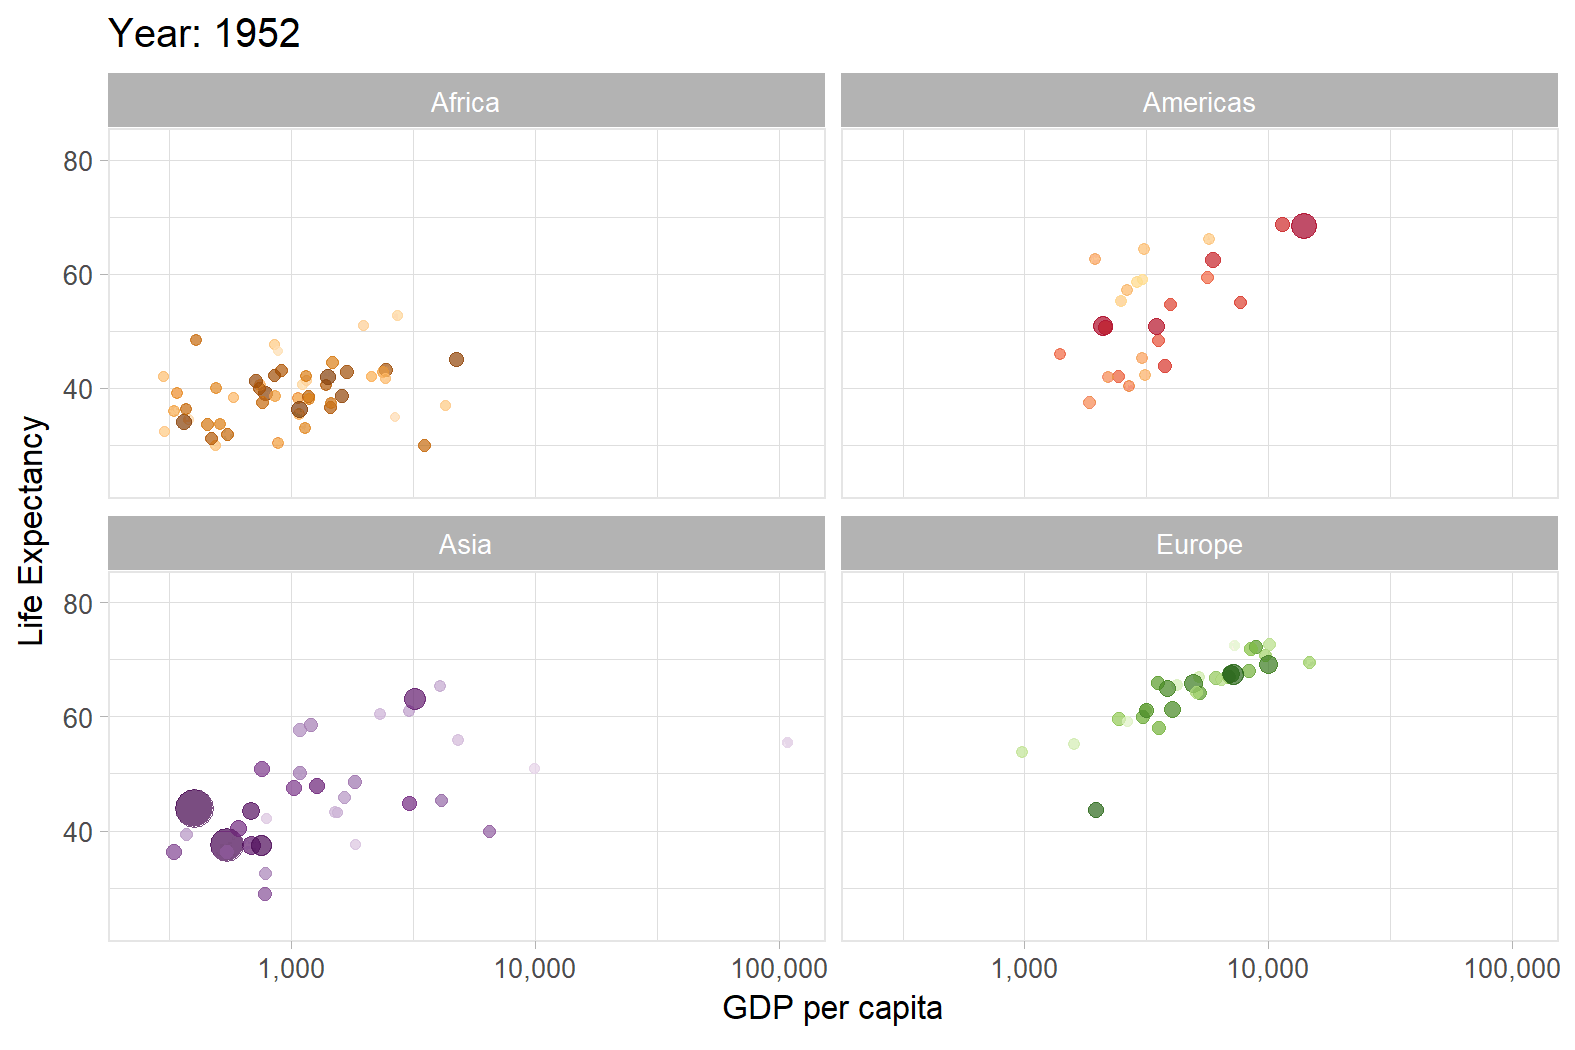 Year: 1952
Africa
Americas
80
60
40
Asia
Europe
80
60
40
Life Expectancy
1,000
10,000
100,000
1,000
10,000
100,000
GDP per capita